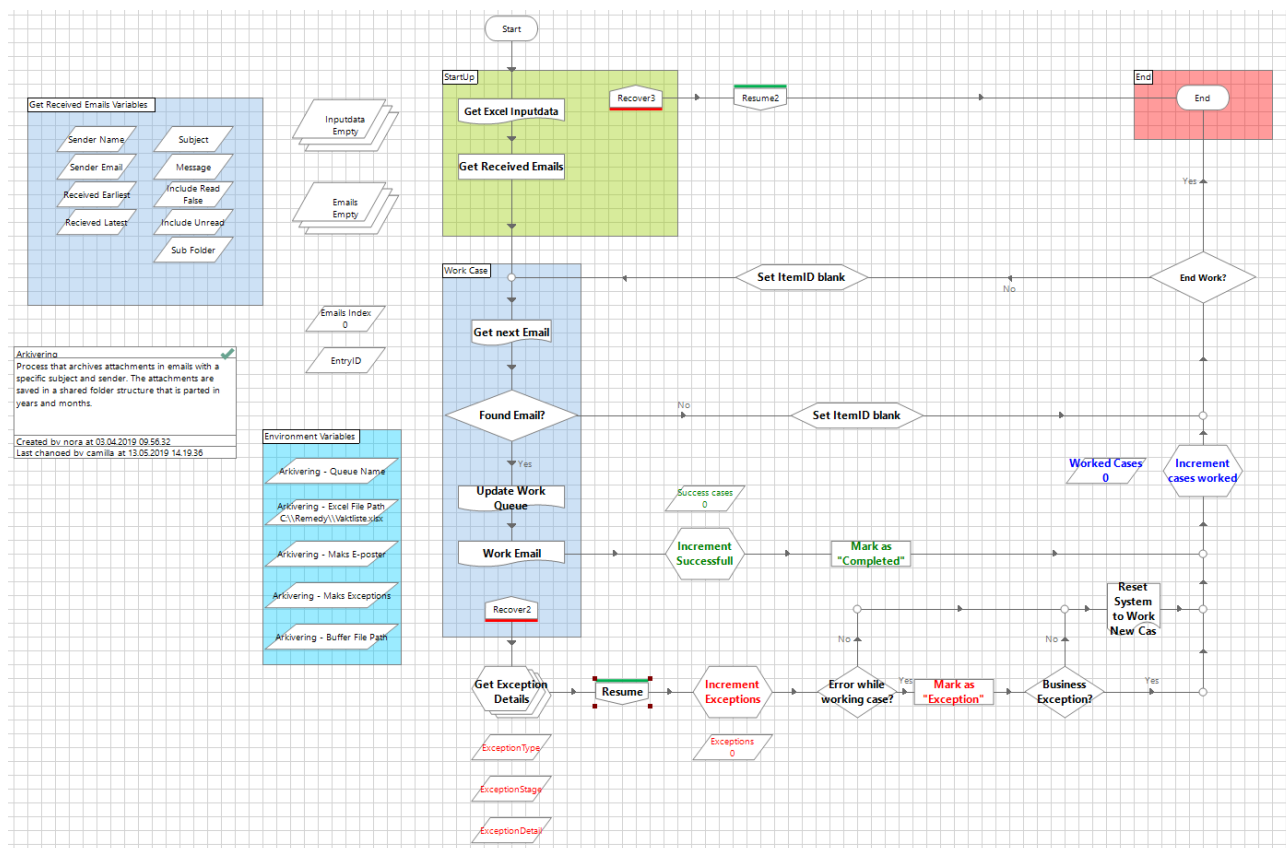 Start
StartUp
Get Excel Inputdata
Get Received Emails
Recover3
Resume2
End
End
Get Received Emails Variables
Sender Name
Subject
Sender Email
Message
Received Earliest
Include Read
False
Recieved Latest
Include Unread
Sub Folder
Inputdata
Empty
Emails
Empty
Yes
Work Case
Set ItemID blank
No
End Work?
Emails Index
0
EntryID
Get next Email
Arkivering
Process that archives attachments in emails with a
specific subject and sender. The attachments are
saved in a shared folder structure that is parted in
years and months.
Created by nora at 03.04.2019 09.56.32
Last changed by camilla at 13.05.2019 14.19.36
Found Email?
No
Set ItemID blank
Yes
Environment Variables
Arkivering - Queue Name
Arkivering - Excel File Path
C:\\Remedy\\Vaktliste.xlsx
Arkivering - Maks E-poster
Arkivering - Maks Exceptions
Arkivering - Buffer File Path
Update Work
Queue
Success cases
0
Worked Cases
0
Increment
cases worked
Work Email
Increment
Successfull
Mark as
"Completed"
Recover2
Reset
System
to Work
New Cas
No
No
Get Exception
Details
Resume
Increment
Exceptions
Error while
working case?
Yes
Mark as
"Exception"
Business
Exception?
Yes
ExceptionType
Exceptions
0
ExceptionStage
ExceptionDetail